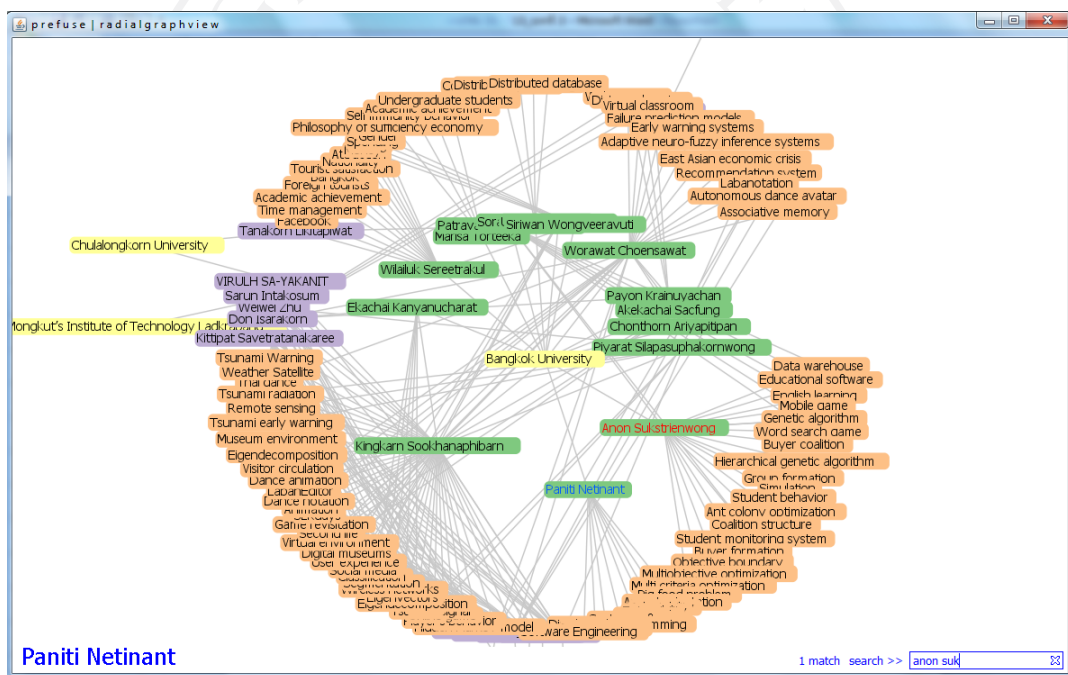 prefuse | radialgraphview
Distributed database
Undergraduate students
Academic achievement
Philosophy of sufficiency economy
Gender
Spending
Nationality
Tourist satisfaction
Bangkok
Foreign tourists
Academic achievement
Time management
Facebook
Tanakorn Likitapiwat
Chulalongkorn University
VIRULH SA-YAKANIT
Sarun Intakosum
Weiwei Zhu
Don Isarakorn
Mongkut's Institute of Technology Ladkrabang
Kittipat Savetratanakaree
Tsunami Warning
Weather Satellite
Thai dance
Tsunami radiation
Remote sensing
Tsunami early warning
Museum environment
Eigendecomposition
Visitor circulation
Dance animation
LabanEditor
Dance notation
Animation
Game revisitation
Second life
Virtual environment
Digital museums
User experience
Social media
Classification
Segmentation
Wireless networks
Eigenvectors
Eigendecomposition
Player's behavior
model
Software Engineering
Virtual classroom
Failure prediction models
Early warning systems
Adaptive neuro-fuzzy inference systems
East Asian economic crisis
Recommendation system
Labanotation
Autonomous dance avatar
Associative memory
Siriwan Wongveeravuti
Marisa Torteeka
Worawat Choensawat
Wilailuk Sereetrakul
Ekachai Kanyanucharat
Payon Krainuyachan
Akekachai Sacfung
Chonthorn Ariyapitipan
Piyarat Silapasuphakornwong
Bangkok University
Anon Sukstrienwong
Kingkarn Sookhanaphibarn
Paniti Netinant
Data warehouse
Educational software
English learning
Mobile game
Genetic algorithm
Word search game
Buyer coalition
Hierarchical genetic algorithm
Group formation
Simulation
Student behavior
Ant colony optimization
Coalition structure
Student monitoring system
Buyer formation
Objective boundary
Multiobjective optimization
Multi criteria optimization
Paniti Netinant
1 match search >> anon suk